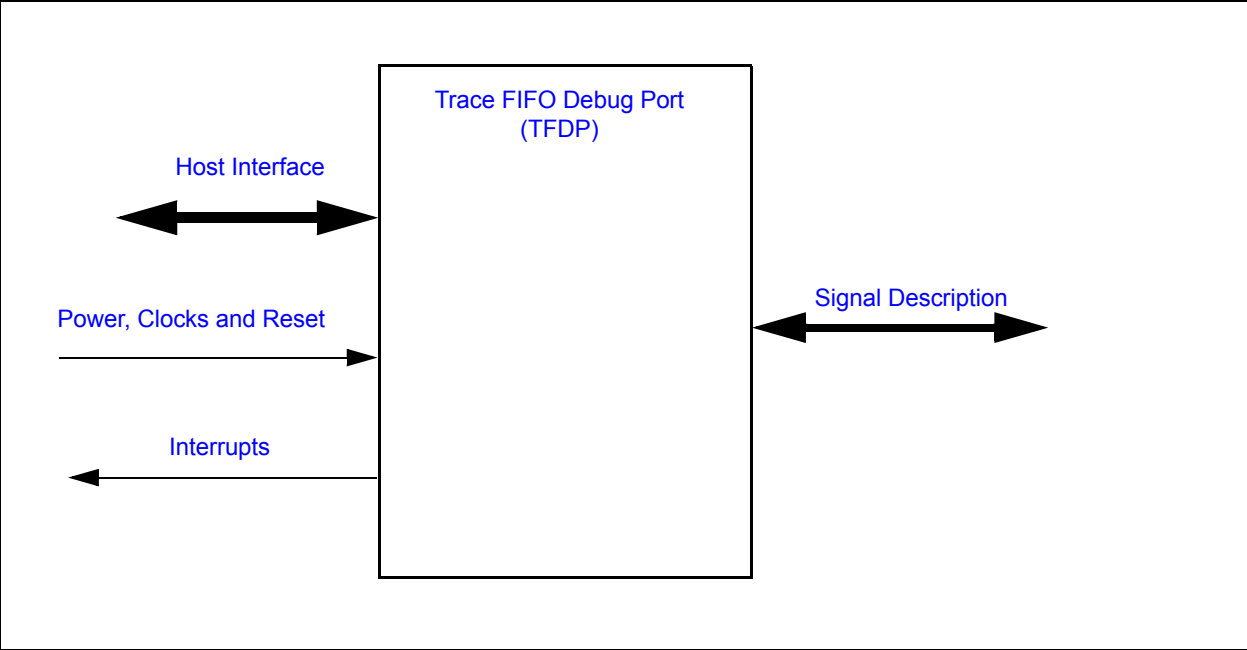 Trace FIFO Debug Port
(TFDP)
Host Interface
Signal Description
Power, Clocks and Reset
Interrupts